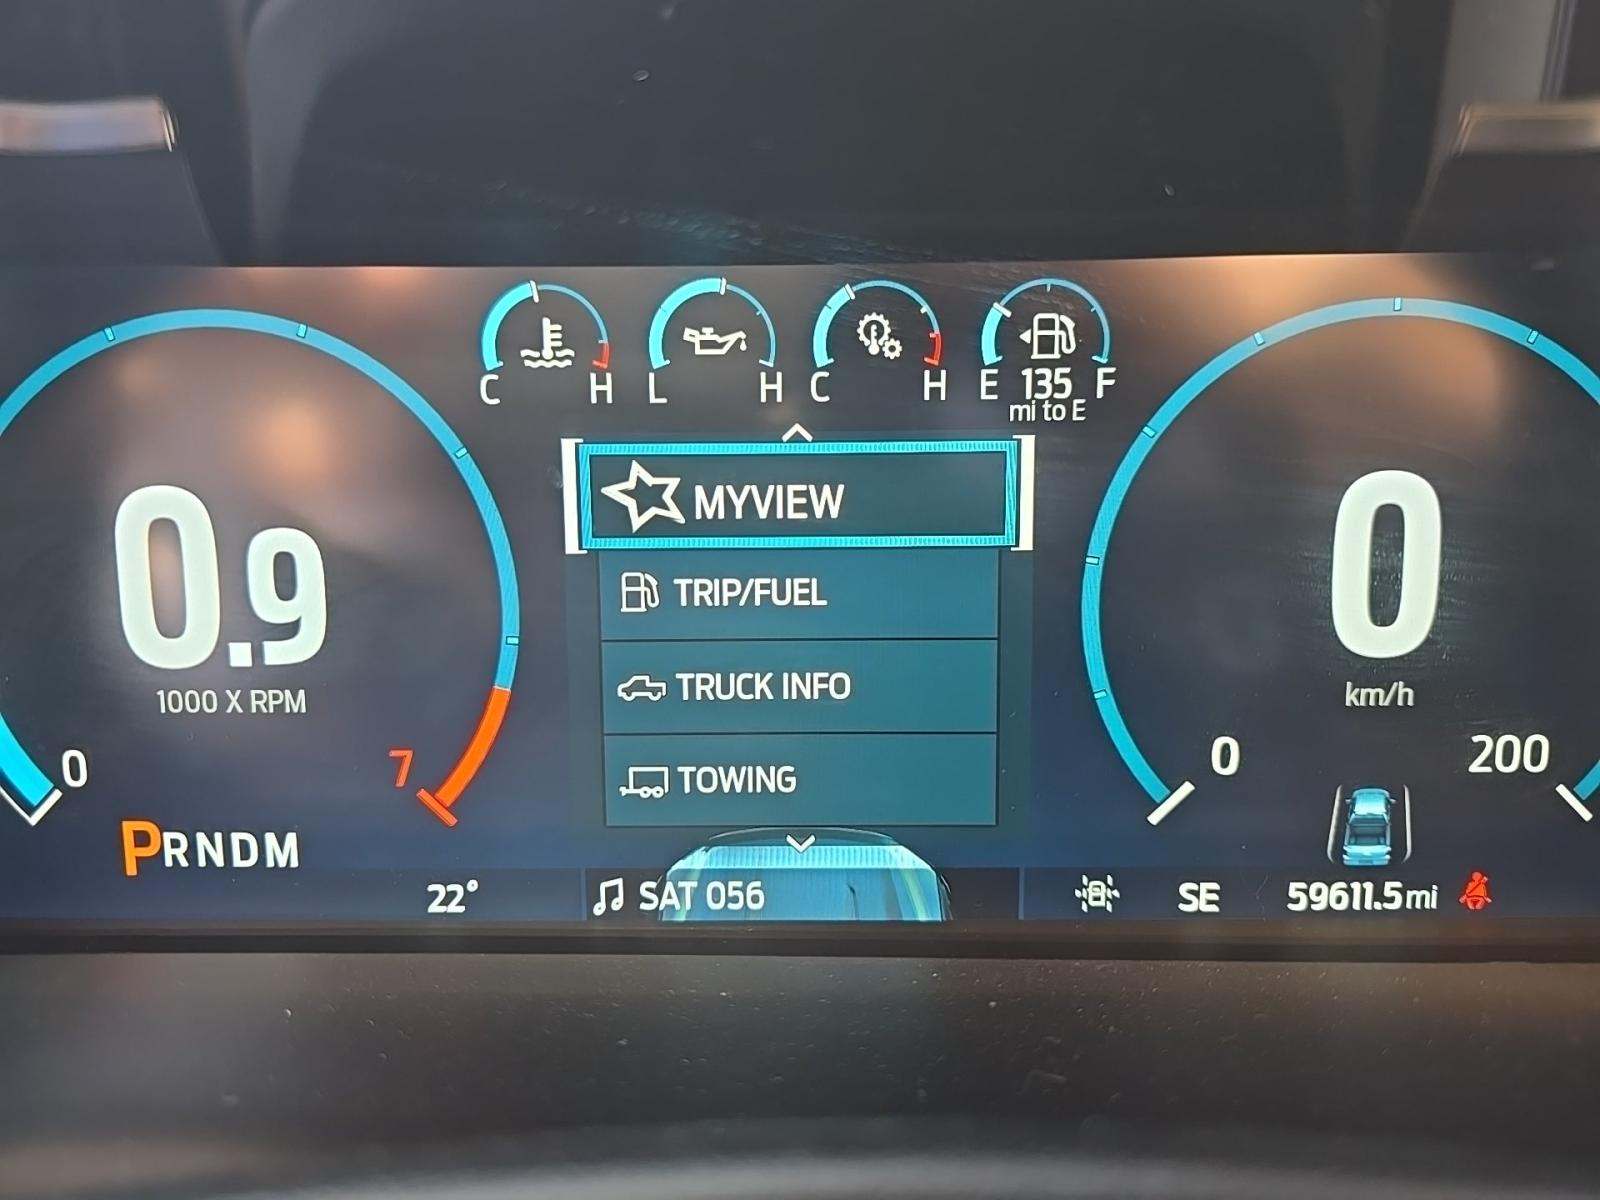 C H L H C H E 135 F
mi to E
MYVIEW
TRIP/FUEL
TRUCK INFO
TOWING
0.9
1000 X RPM
0 7
PRNDM
0
km/h
0 200
22° SAT 056 SE 59611.5mi